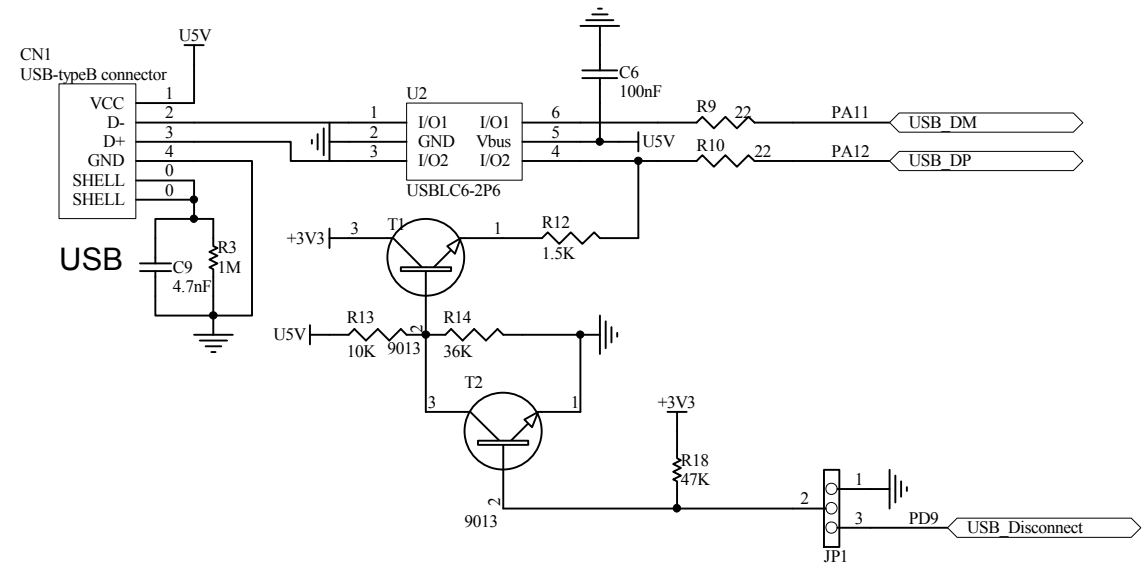 U5V
CN1
USB-typeB connector
VCC 1
D- 2
D+ 3
GND 4
SHELL 0
SHELL 0
USB
C9
4.7nF
R3
1M
U2
1 I/O1 I/O1 6
2 GND Vbus 5
3 I/O2 I/O2 4
USBLC6-2P6
C6
100nF
U5V
R9 22 PA11 USB_DM
R10 22 PA12 USB_DP
T1
+3V3 3 1
R12
1.5K
2
9013
U5V
R13
10K
R14
36K
T2
3 1
2
9013
+3V3
R18
47K
2
1
3
PD9 USB_Disconnect
JP1